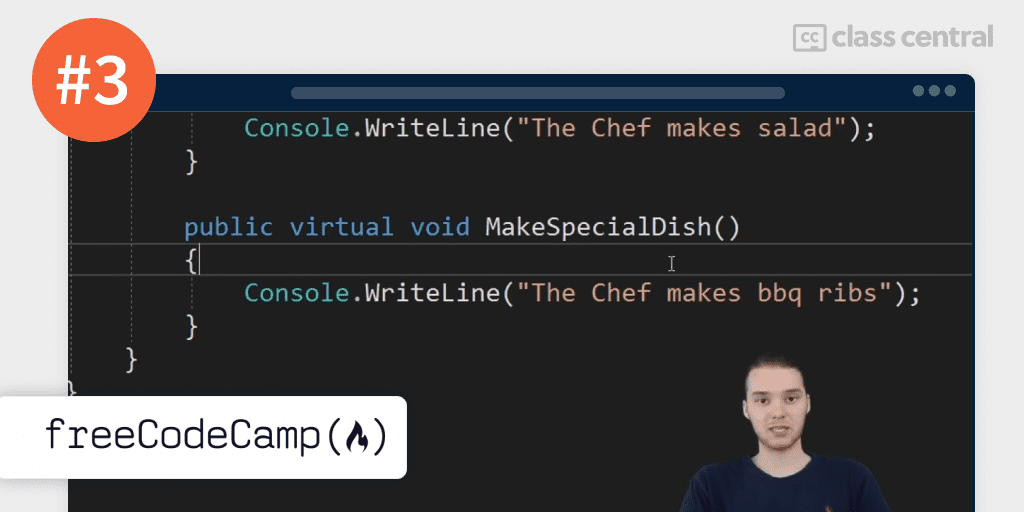 #3
class central
Console.WriteLine("The Chef makes salad");
}
public virtual void MakeSpecialDish()
{
Console.WriteLine("The Chef makes bbq ribs");
}
}
}
freeCodeCamp()